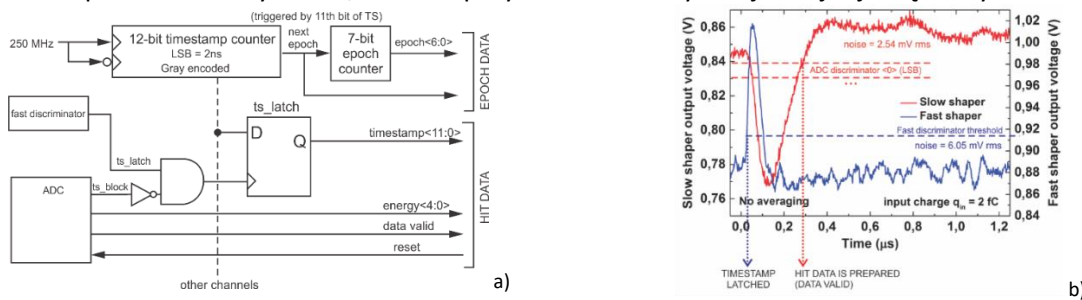 (triggered by 11th bit of TS)
250 MHz
12-bit timestamp counter
LSB = 2ns
Gray encoded
next
epoch
7-bit
epoch
counter
epoch<6:0>
EPOCH DATA
fast discriminator
ts_latch
ts_latch
D
Q
timestamp<11:0>
ADC
ts_block
energy<4:0>
data valid
reset
HIT DATA
other channels
a)
Slow shaper output voltage (V)
0,86
0,84
0,82
0,80
0,78
0,76
noise = 2.54 mV rms
ADC discriminator <0> (LSB)
...
Slow shaper
Fast shaper
Fast discriminator threshold
noise = 6.05 mV rms
No averaging
input charge qin = 2 fC
1,02
1,00
0,98
0,96
0,94
0,92
0,90
0,88
0,86
0,84
Fast shaper output voltage (V)
0,0
0,2
0,4
0,6
0,8
1,0
1,2
Time (µs)
TIMESTAMP
LATCHED
HIT DATA IS PREPARED
(DATA VALID)
b)